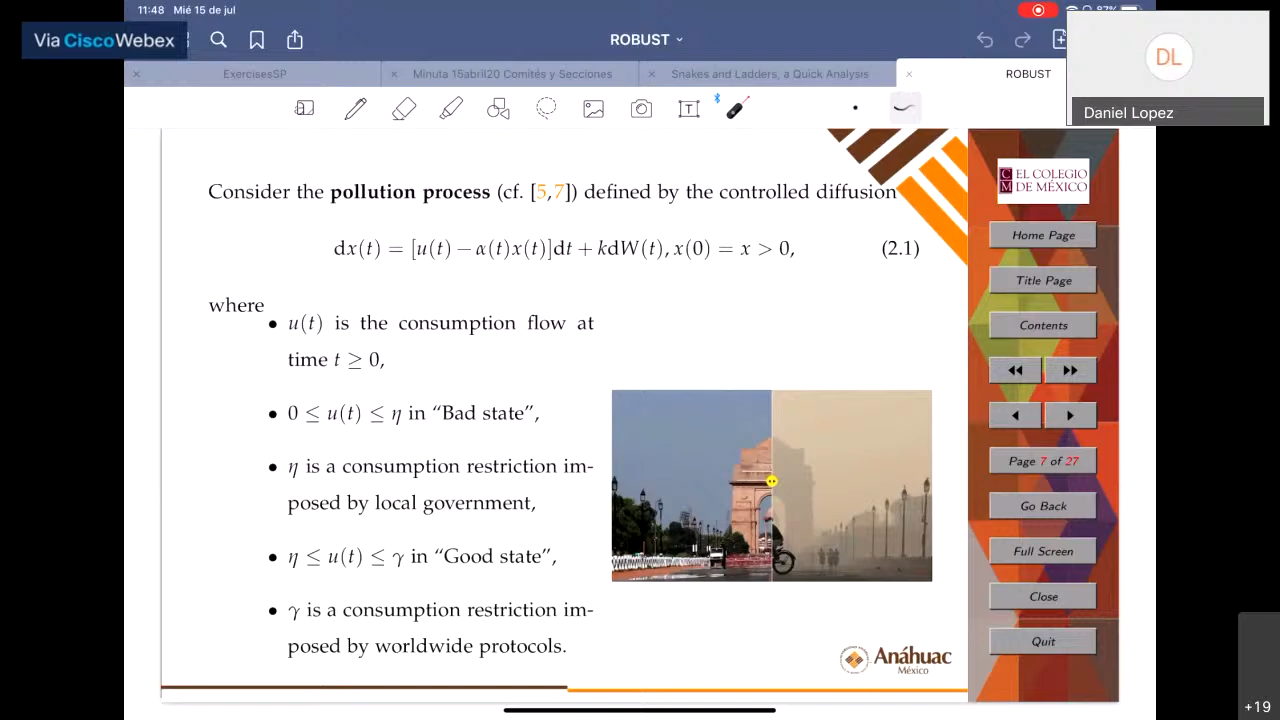 11:48 Mié 15 de jul
87%
Via CiscoWebex
ROBUST
ExercisesSP
Minuta 15abril20 Comités y Secciones
Snakes and Ladders, a Quick Analysis
ROBUST
T
DL
Daniel Lopez
Consider the pollution process (cf. [5,7]) defined by the controlled diffusion
dx(t) = [u(t) − α(t)x(t)]dt + kdW(t), x(0) = x > 0, (2.1)
where
• u(t) is the consumption flow at
time t ≥ 0,
• 0 ≤ u(t) ≤ η in “Bad state”,
• η is a consumption restriction im-
posed by local government,
• η ≤ u(t) ≤ γ in “Good state”,
• γ is a consumption restriction im-
posed by worldwide protocols.
Anáhuac
México
CM
EL COLEGIO
DE MÉXICO
Home Page
Title Page
Contents
Page 7 of 27
Go Back
Full Screen
Close
Quit
+19